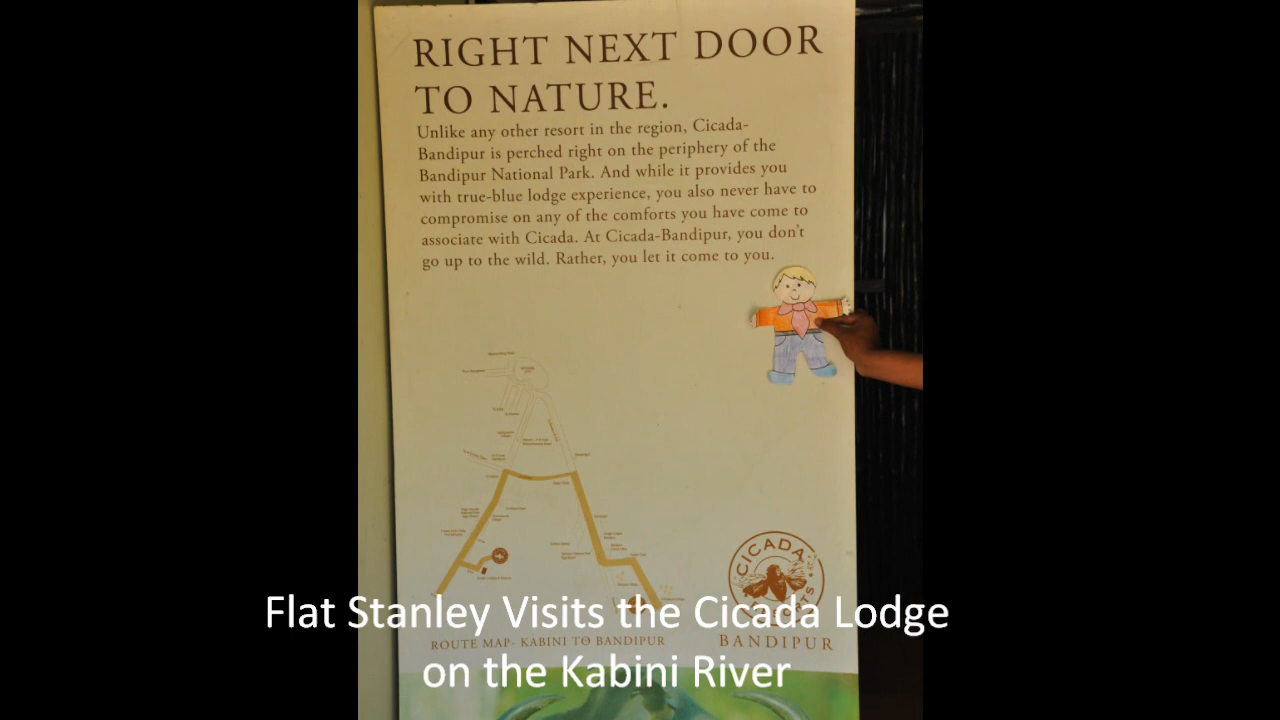 RIGHT NEXT DOOR
TO NATURE.
Unlike any other resort in the region, Cicada-
Bandipur is perched right on the periphery of the
Bandipur National Park. And while it provides you
with true-blue lodge experience, you also never have to
compromise on any of the comforts you have come to
associate with Cicada. At Cicada-Bandipur, you don't
go up to the wild. Rather, you let it come to you.
CICADA
BANDIPUR
ROUTE MAP- KABINI TO BANDIPUR
Flat Stanley Visits the Cicada Lodge
on the Kabini River